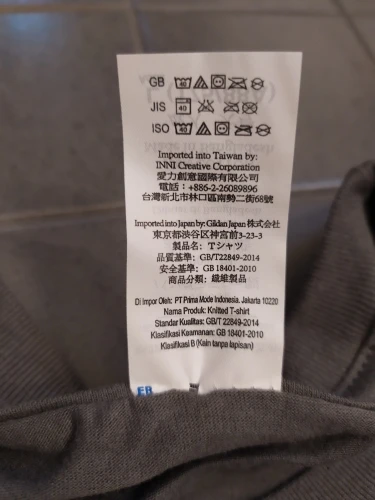 GB
JIS 40
ISO
Imported into Taiwan by:
INNI Creative Corporation
愛力創意國際有限公司
電話：+886-2-26089896
台灣新北市林口區南勢二街68號
Imported into Japan by: Gildan Japan 株式会社
東京都渋谷区神宮前3-23-3
製品名：Tシャツ
品質基準：GB/T22849-2014
安全基準：GB 18401-2010
商品分類：繊維製品
Di Impor Oleh: PT Prima Mode Indonesia. Jakarta 10220
Nama Produk: Knitted T-shirt
Standar Kualitas: GB/T 22849-2014
Klasifikasi Keamanan: GB 18401-2010
Klasifikasi B (Kain tanpa lapisan)